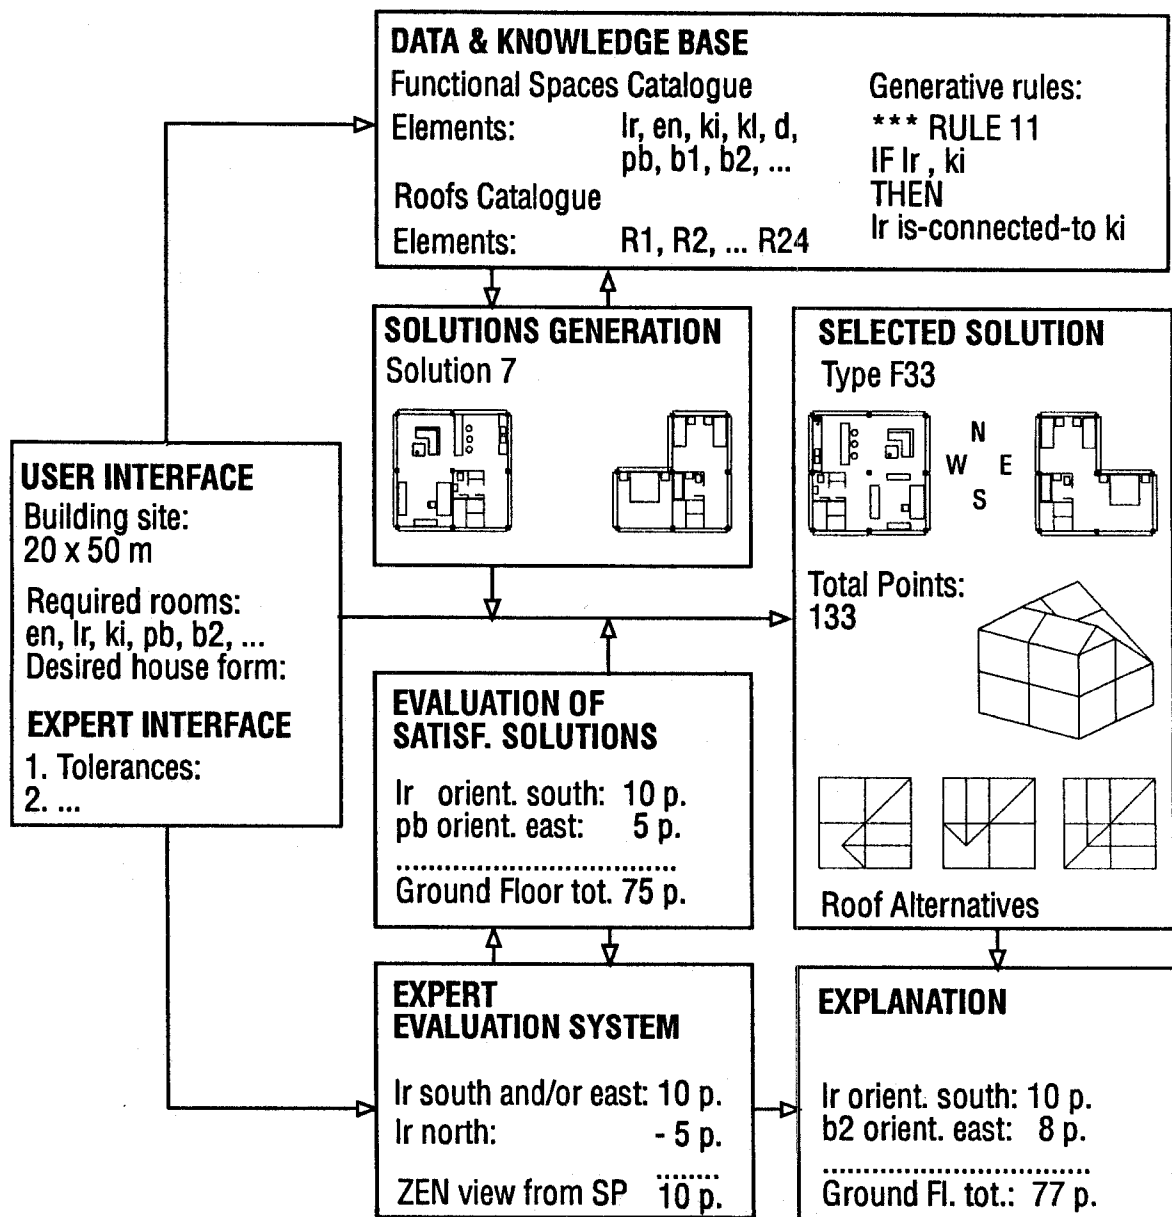 DATA & KNOWLEDGE BASE
Functional Spaces Catalogue
Elements: lr, en, ki, kl, d,
pb, b1, b2, ...
Roofs Catalogue
Elements: R1, R2, ... R24
Generative rules:
*** RULE 11
IF lr , ki
THEN
lr is-connected-to ki
SOLUTIONS GENERATION
Solution 7
SELECTED SOLUTION
Type F33
N
W E
S
Total Points:
133
Roof Alternatives
USER INTERFACE
Building site:
20 x 50 m
Required rooms:
en, lr, ki, pb, b2, ...
Desired house form:
EXPERT INTERFACE
1. Tolerances:
2. ...
EVALUATION OF
SATISF. SOLUTIONS
lr orient. south: 10 p.
pb orient. east: 5 p.
Ground Floor tot. 75 p.
EXPERT
EVALUATION SYSTEM
lr south and/or east: 10 p.
lr north: - 5 p.
ZEN view from SP 10 p.
EXPLANATION
lr orient. south: 10 p.
b2 orient. east: 8 p.
Ground Fl. tot.: 77 p.